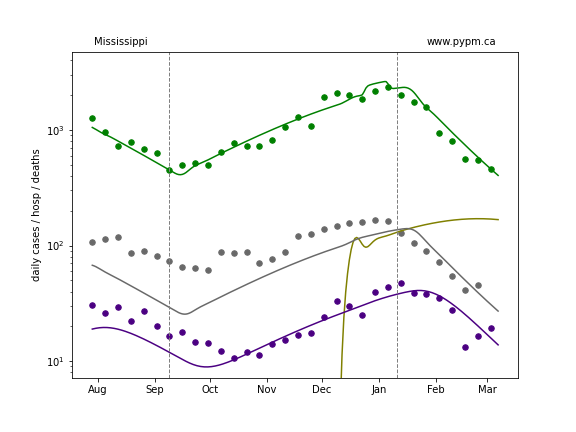 Mississippi
www.pypm.ca
daily cases / hosp / deaths
10³
10²
10¹
Aug Sep Oct Nov Dec Jan Feb Mar